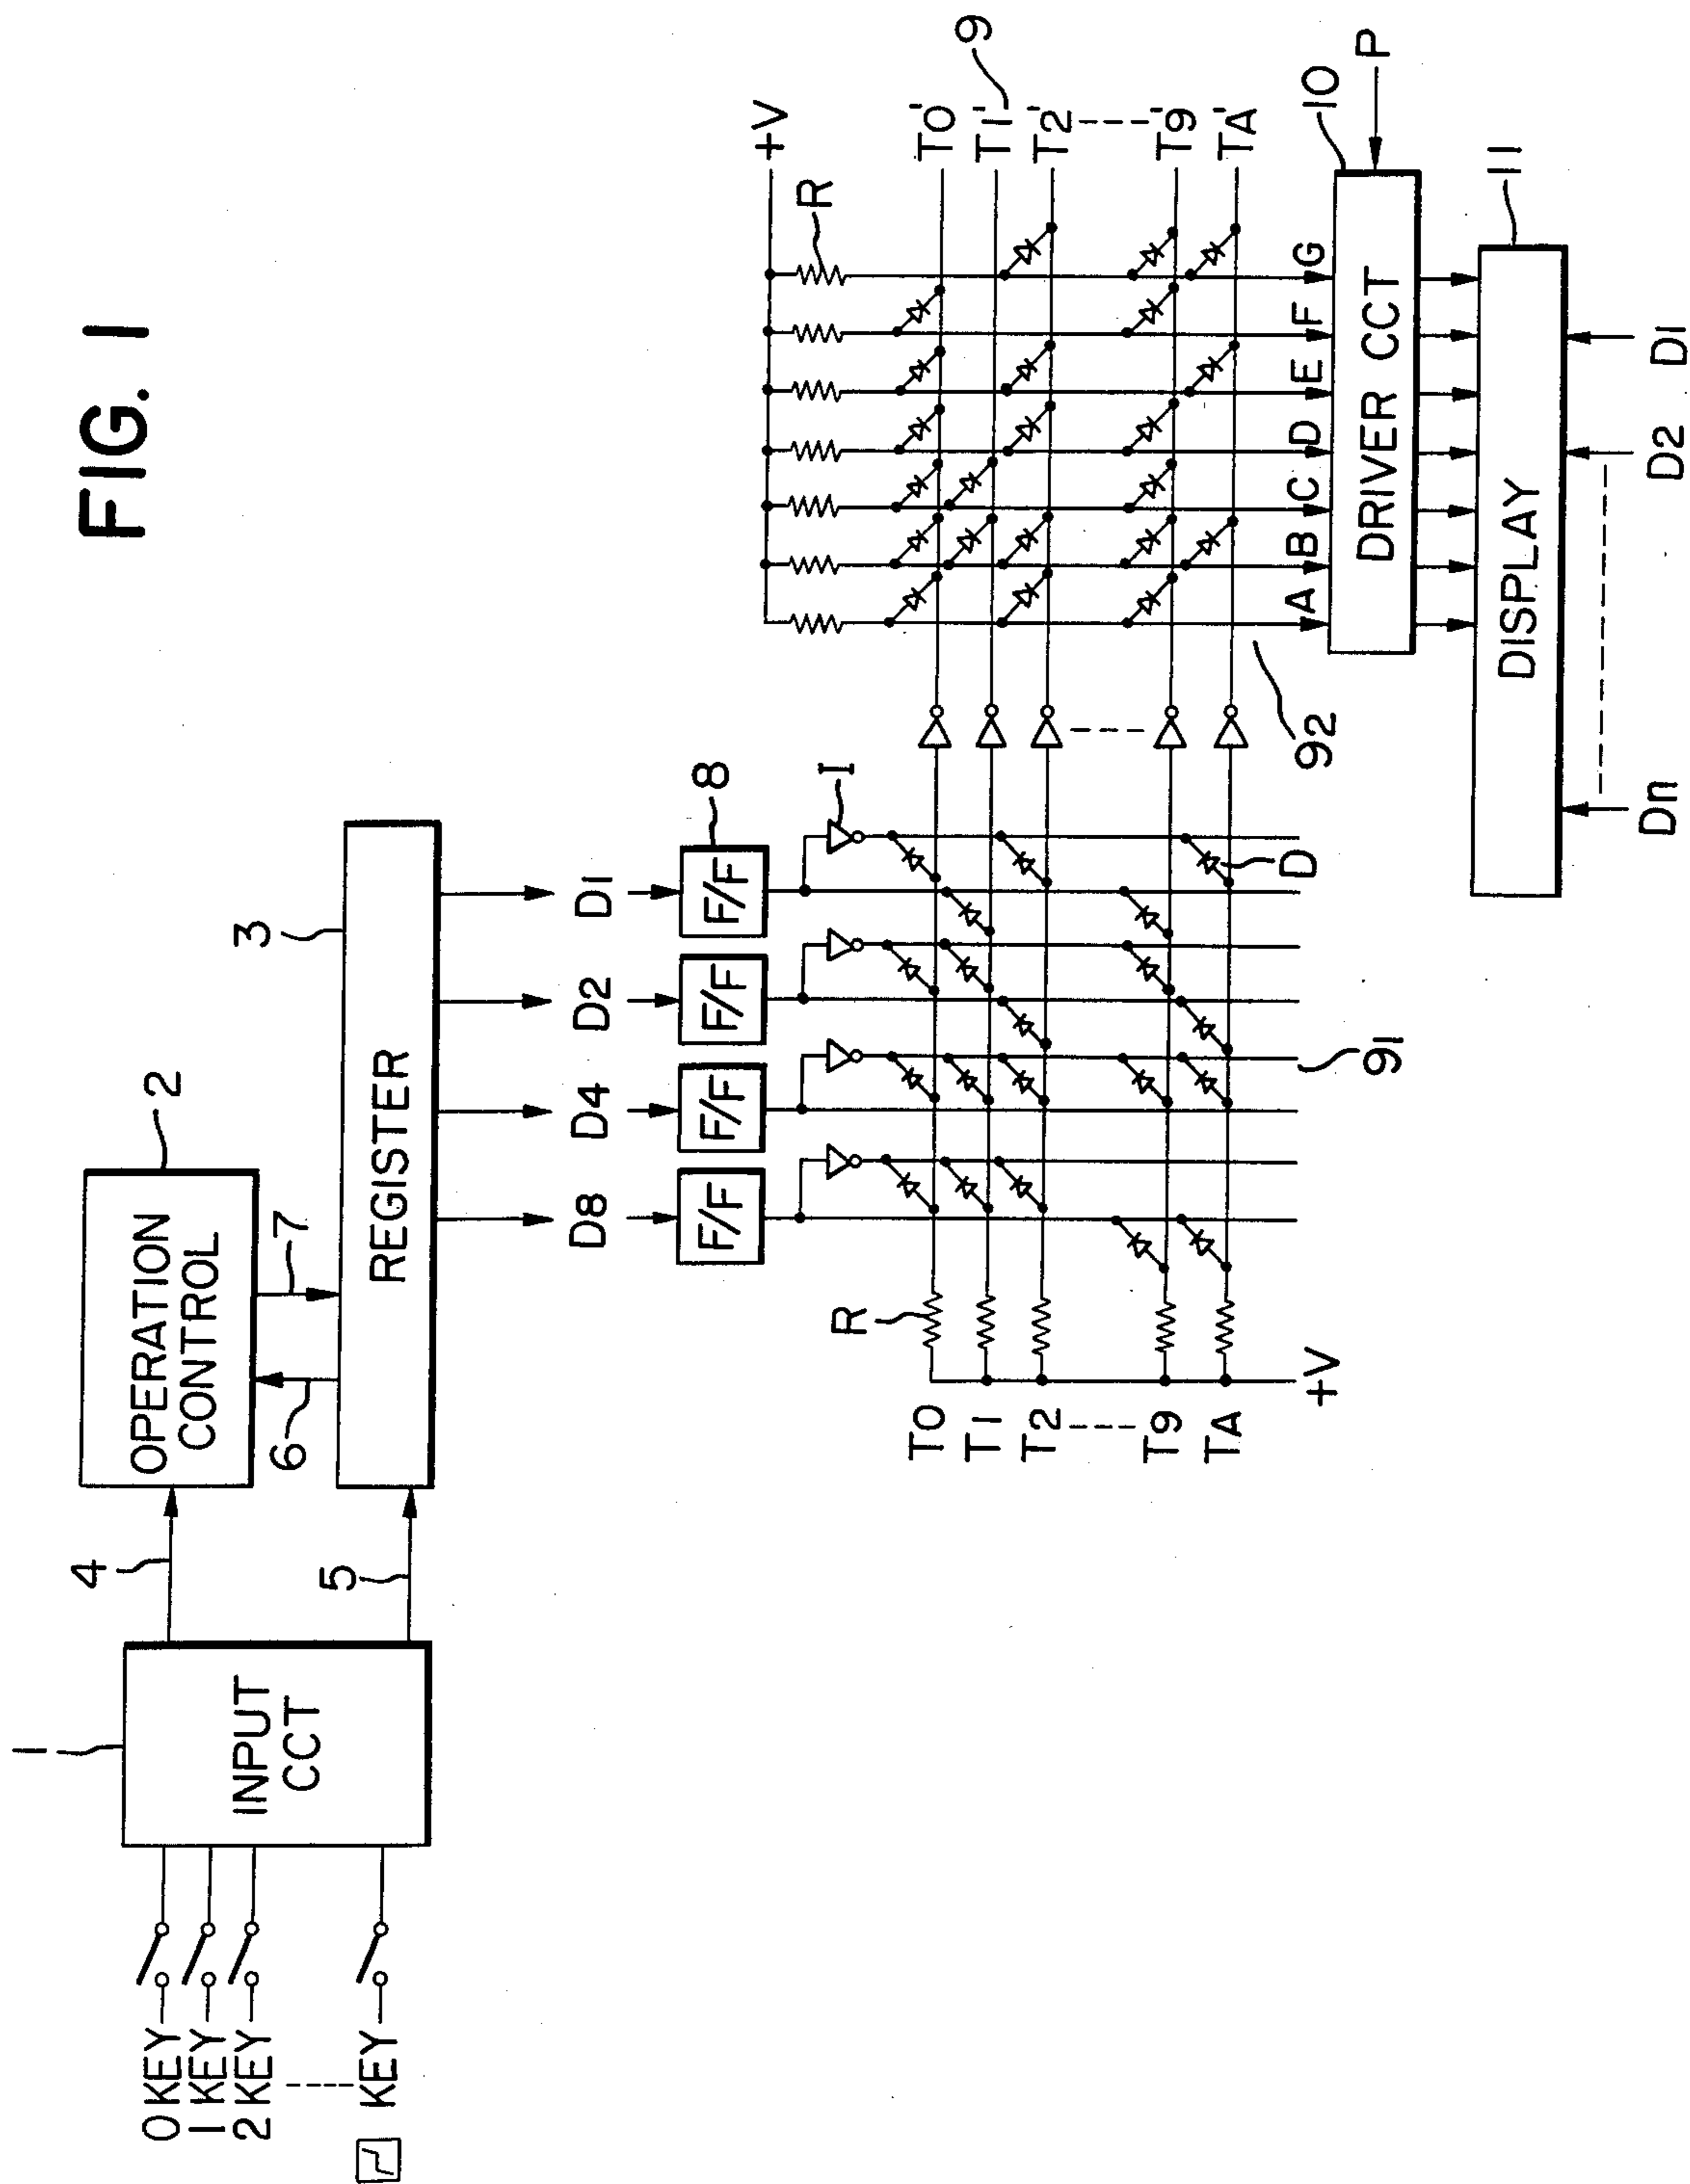 FIG. 1
1
INPUT
CCT
0 KEY
1 KEY
2 KEY
KEY
4
5
2
OPERATION
CONTROL
6
7
3
REGISTER
D8
D4
D2
D1
F/F
F/F
F/F
F/F
8
I
R
T0
T1
T2
T9
TA
+V
D
91
92
+V
R
T0'
T1'
T2'
T9'
TA'
9
A
B
C
D
E
F
G
DRIVER CCT
10
P
DISPLAY
11
Dn
D2
D1